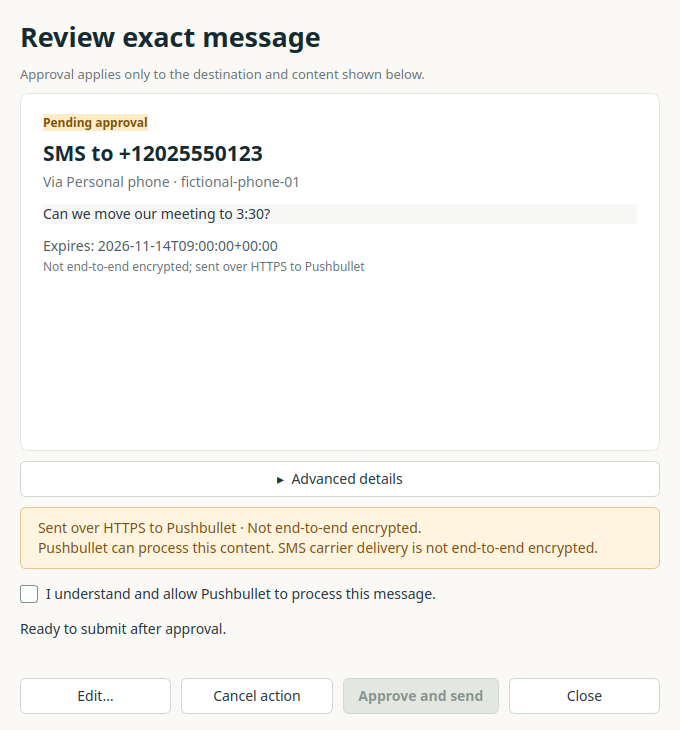 Review exact message
Approval applies only to the destination and content shown below.
Pending approval
SMS to +12025550123
Via Personal phone · fictional-phone-01
Can we move our meeting to 3:30?
Expires: 2026-11-14T09:00:00+00:00
Not end-to-end encrypted; sent over HTTPS to Pushbullet
▸ Advanced details
Sent over HTTPS to Pushbullet · Not end-to-end encrypted.
Pushbullet can process this content. SMS carrier delivery is not end-to-end encrypted.
I understand and allow Pushbullet to process this message.
Ready to submit after approval.
Edit...
Cancel action
Approve and send
Close